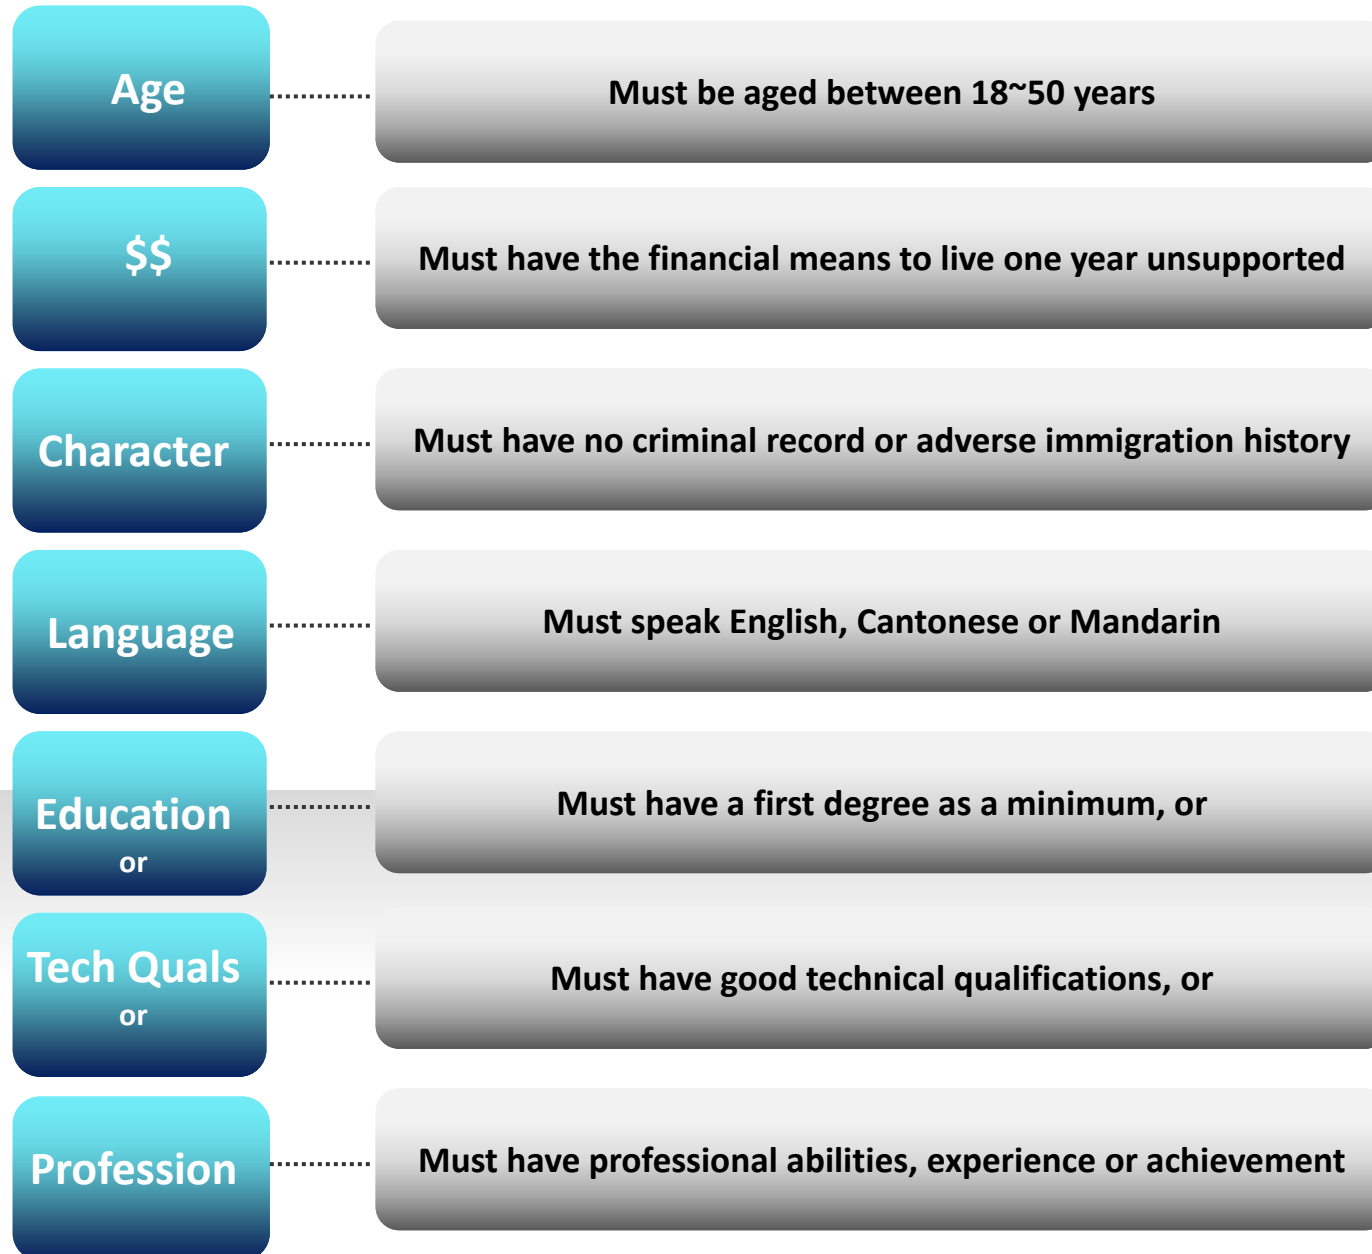 Age
Must be aged between 18~50 years
$$
Must have the financial means to live one year unsupported
Character
Must have no criminal record or adverse immigration history
Language
Must speak English, Cantonese or Mandarin
Education
or
Must have a first degree as a minimum, or
Tech Quals
or
Must have good technical qualifications, or
Profession
Must have professional abilities, experience or achievement